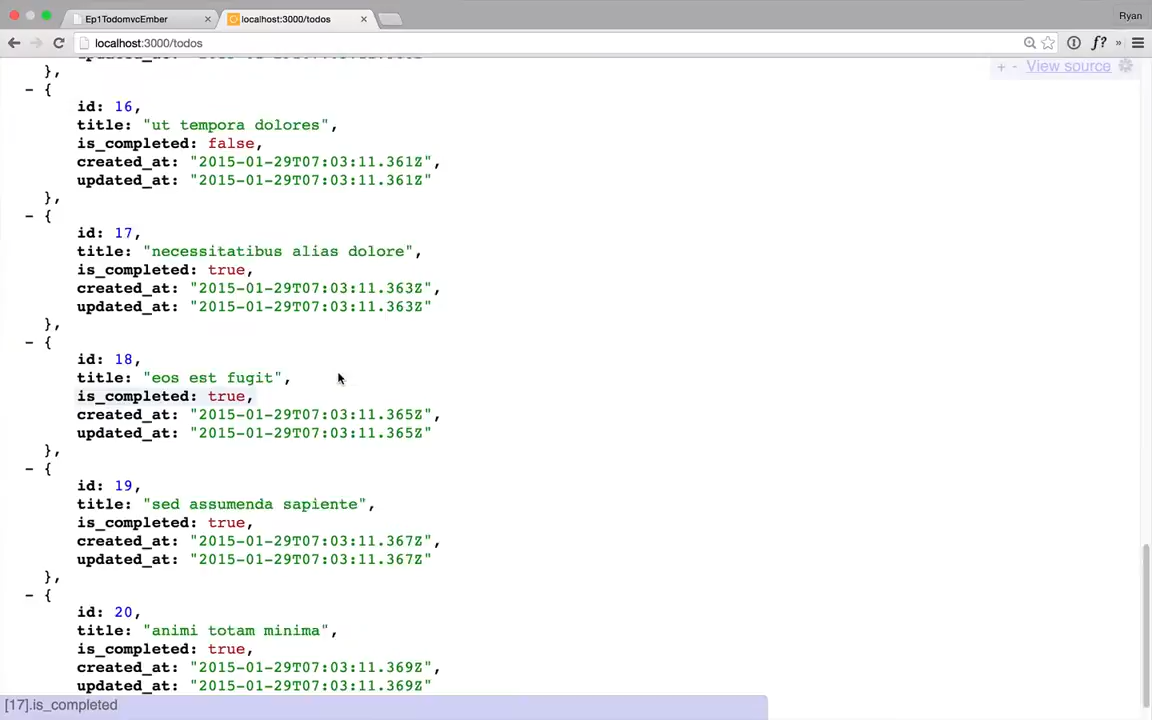 Ep1TodomvcEmber
localhost:3000/todos
Ryan
localhost:3000/todos
f?
»
+ - View source
},
- {
id: 16,
title: "ut tempora dolores",
is_completed: false,
created_at: "2015-01-29T07:03:11.361Z",
updated_at: "2015-01-29T07:03:11.361Z"
},
- {
id: 17,
title: "necessitatibus alias dolore",
is_completed: true,
created_at: "2015-01-29T07:03:11.363Z",
updated_at: "2015-01-29T07:03:11.363Z"
},
- {
id: 18,
title: "eos est fugit",
is_completed: true,
created_at: "2015-01-29T07:03:11.365Z",
updated_at: "2015-01-29T07:03:11.365Z"
},
- {
id: 19,
title: "sed assumenda sapiente",
is_completed: true,
created_at: "2015-01-29T07:03:11.367Z",
updated_at: "2015-01-29T07:03:11.367Z"
},
- {
id: 20,
title: "animi totam minima",
is_completed: true,
created_at: "2015-01-29T07:03:11.369Z",
updated_at: "2015-01-29T07:03:11.369Z"
[17].is_completed